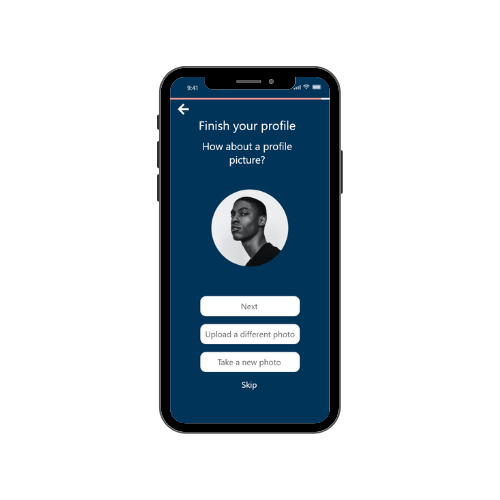 9:41
Finish your profile
How about a profile
picture?
Next
Upload a different photo
Take a new photo
Skip